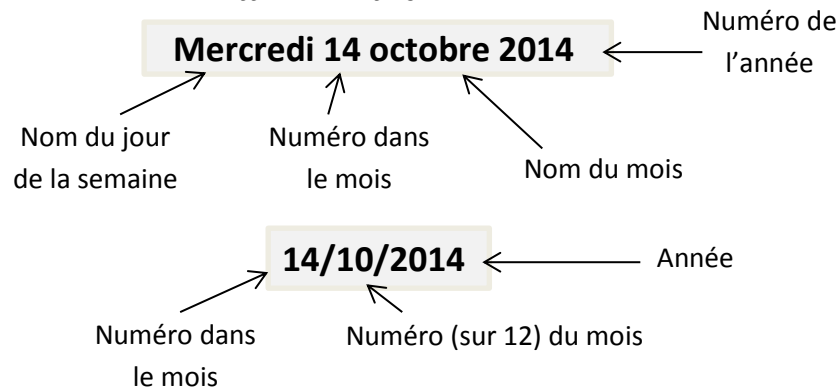 Numéro de
l'année
Mercredi 14 octobre 2014
Nom du jour
de la semaine
Numéro dans
le mois
Nom du mois
14/10/2014
Année
Numéro dans
le mois
Numéro (sur 12) du mois